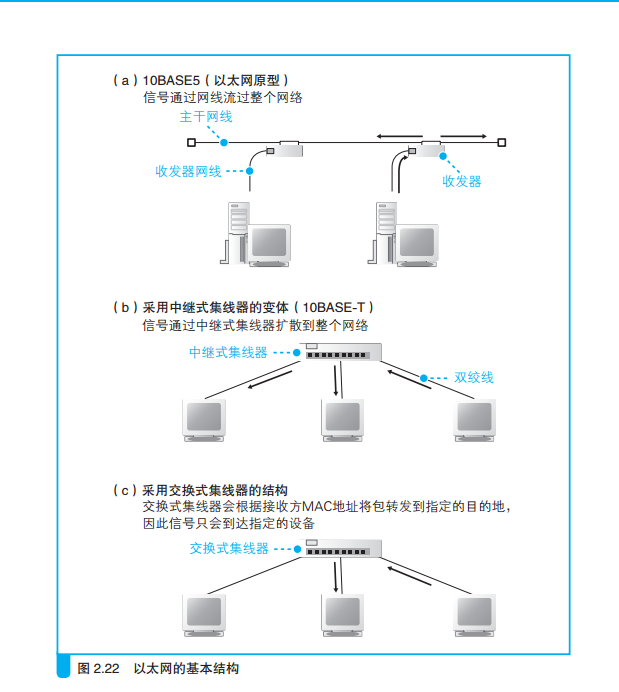 （a）10BASE5（以太网原型）
信号通过网线流过整个网络
主干网线
收发器网线
收发器
（b）采用中继式集线器的变体（10BASE-T）
信号通过中继式集线器扩散到整个网络
中继式集线器
双绞线
（c）采用交换式集线器的结构
交换式集线器会根据接收方MAC地址将包转发到指定的目的地，
因此信号只会到达指定的设备
交换式集线器
图 2.22 以太网的基本结构